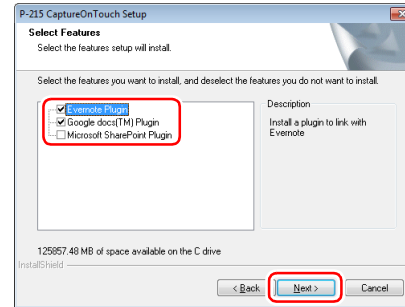 P-215 CaptureOnTouch Setup
Select Features
Select the features setup will install.
Select the features you want to install, and deselect the features you do not want to install.
Evernote Plugin
Google docs(TM) Plugin
Microsoft SharePoint Plugin
Description
Install a plugin to link with
Evernote
125857.48 MB of space available on the C drive
InstallShield
< Back
Next >
Cancel